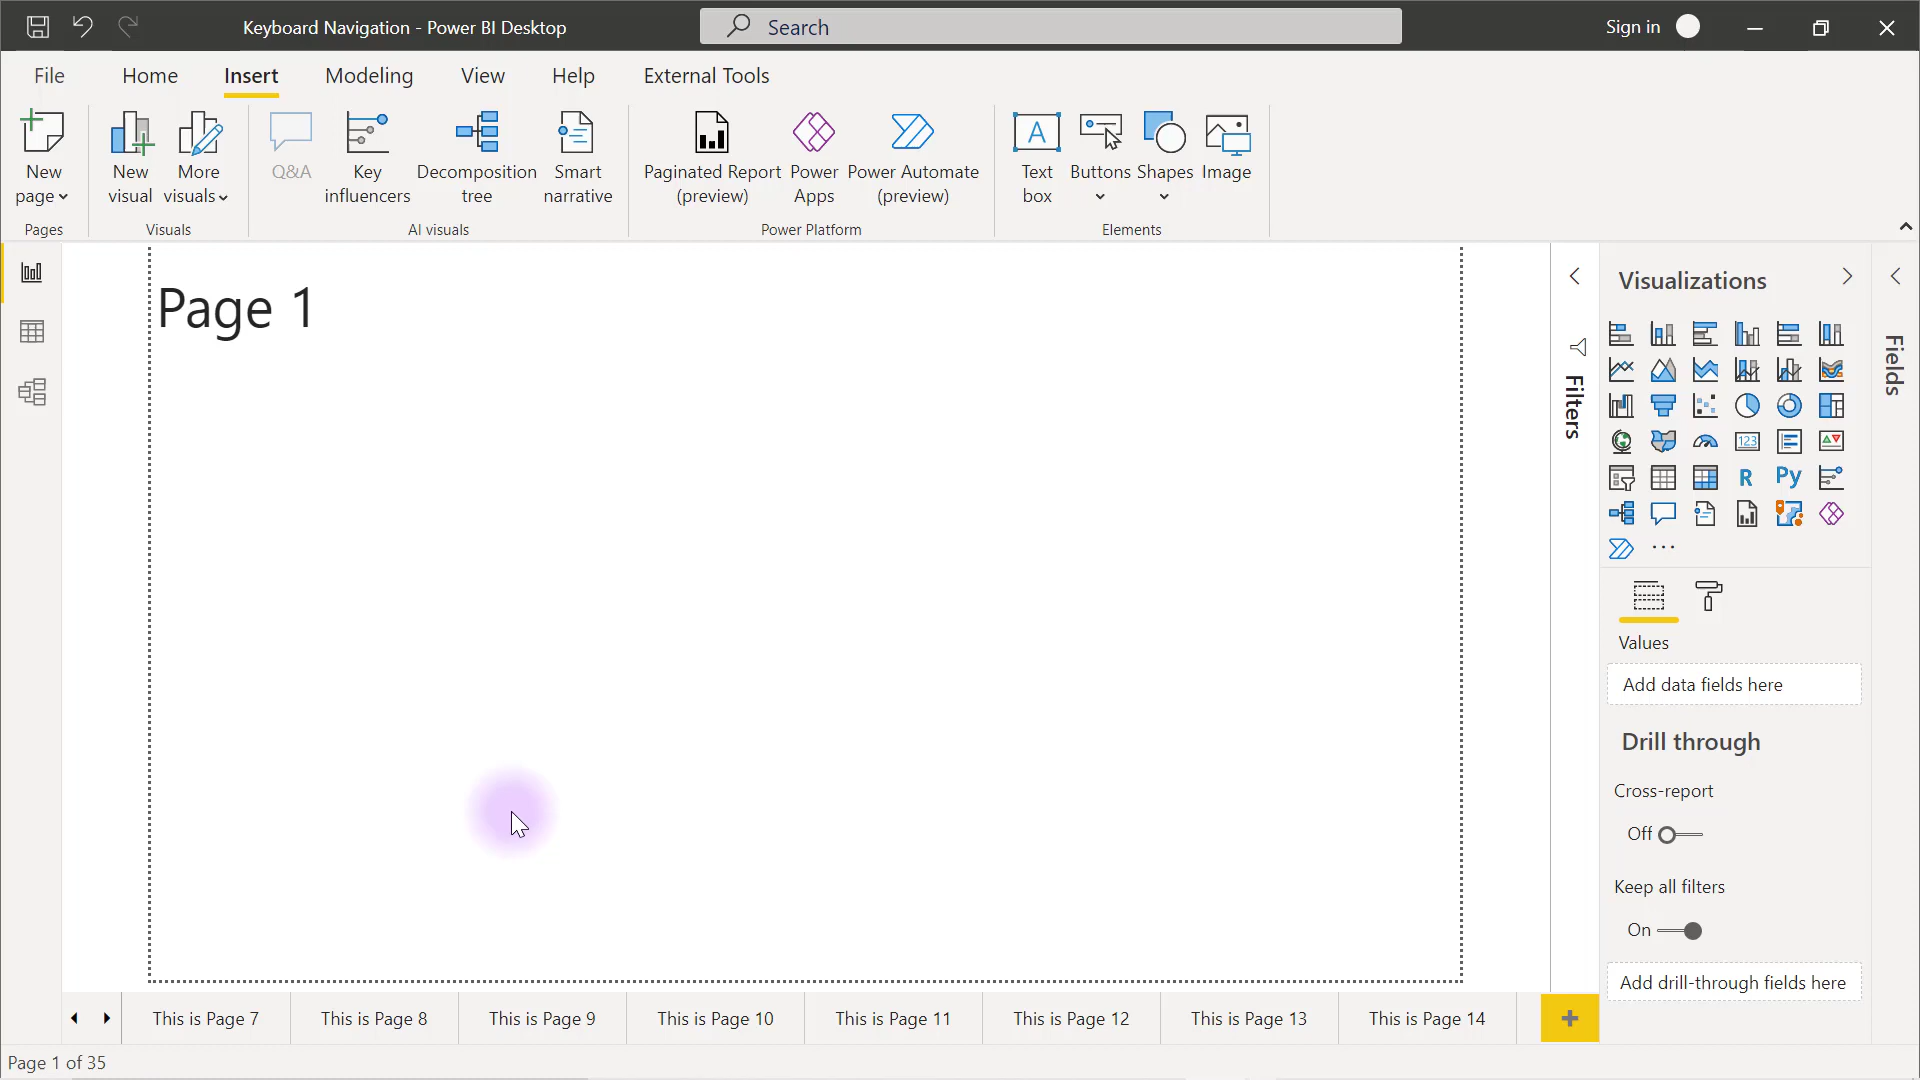 Keyboard Navigation - Power BI Desktop
Search
Sign in
File
Home
Insert
Modeling
View
Help
External Tools
New
page
Pages
New
visual
More
visuals
Visuals
Q&A
Key
influencers
Decomposition
tree
Smart
narrative
AI visuals
Paginated Report
(preview)
Power
Apps
Power Automate
(preview)
Power Platform
A
Text
box
Buttons
Shapes
Image
Elements
Page 1
Filters
Visualizations
Fields
123
R
Py
Values
Add data fields here
Drill through
Cross-report
Off
Keep all filters
On
Add drill-through fields here
This is Page 7
This is Page 8
This is Page 9
This is Page 10
This is Page 11
This is Page 12
This is Page 13
This is Page 14
Page 1 of 35